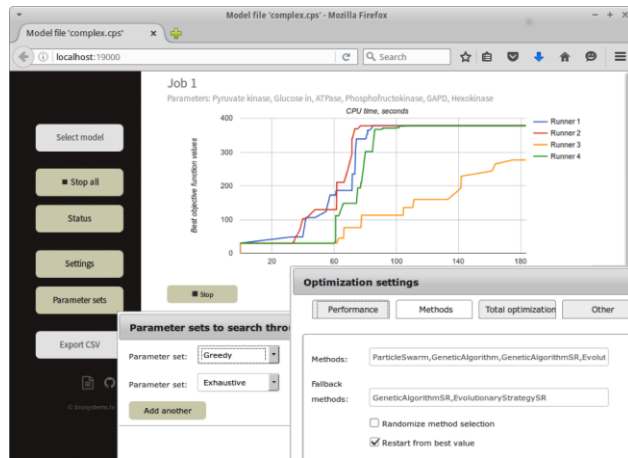 Model file 'complex.cps' - Mozilla Firefox
Model file 'complex.cps' ×
localhost:19000
Search
Select model
■ Stop all
Status
Settings
Parameter sets
Export CSV
© biosystems.lv
Job 1
Parameters: Pyruvate kinase, Glucose in, ATPase, Phosphofructokinase, GAPD, Hexokinase
CPU time, seconds
Best objective function values
400
300
200
100
0
20
60
100
140
180
Runner 1
Runner 2
Runner 3
Runner 4
■ Stop
Parameter sets to search throu
Parameter set: Greedy
Parameter set: Exhaustive
Add another
Optimization settings
Performance Methods Total optimization Other
Methods: ParticleSwarm,GeneticAlgorithm,GeneticAlgorithmSR,Evolut
Fallback
methods: GeneticAlgorithmSR,EvolutionaryStrategySR
Randomize method selection
Restart from best value